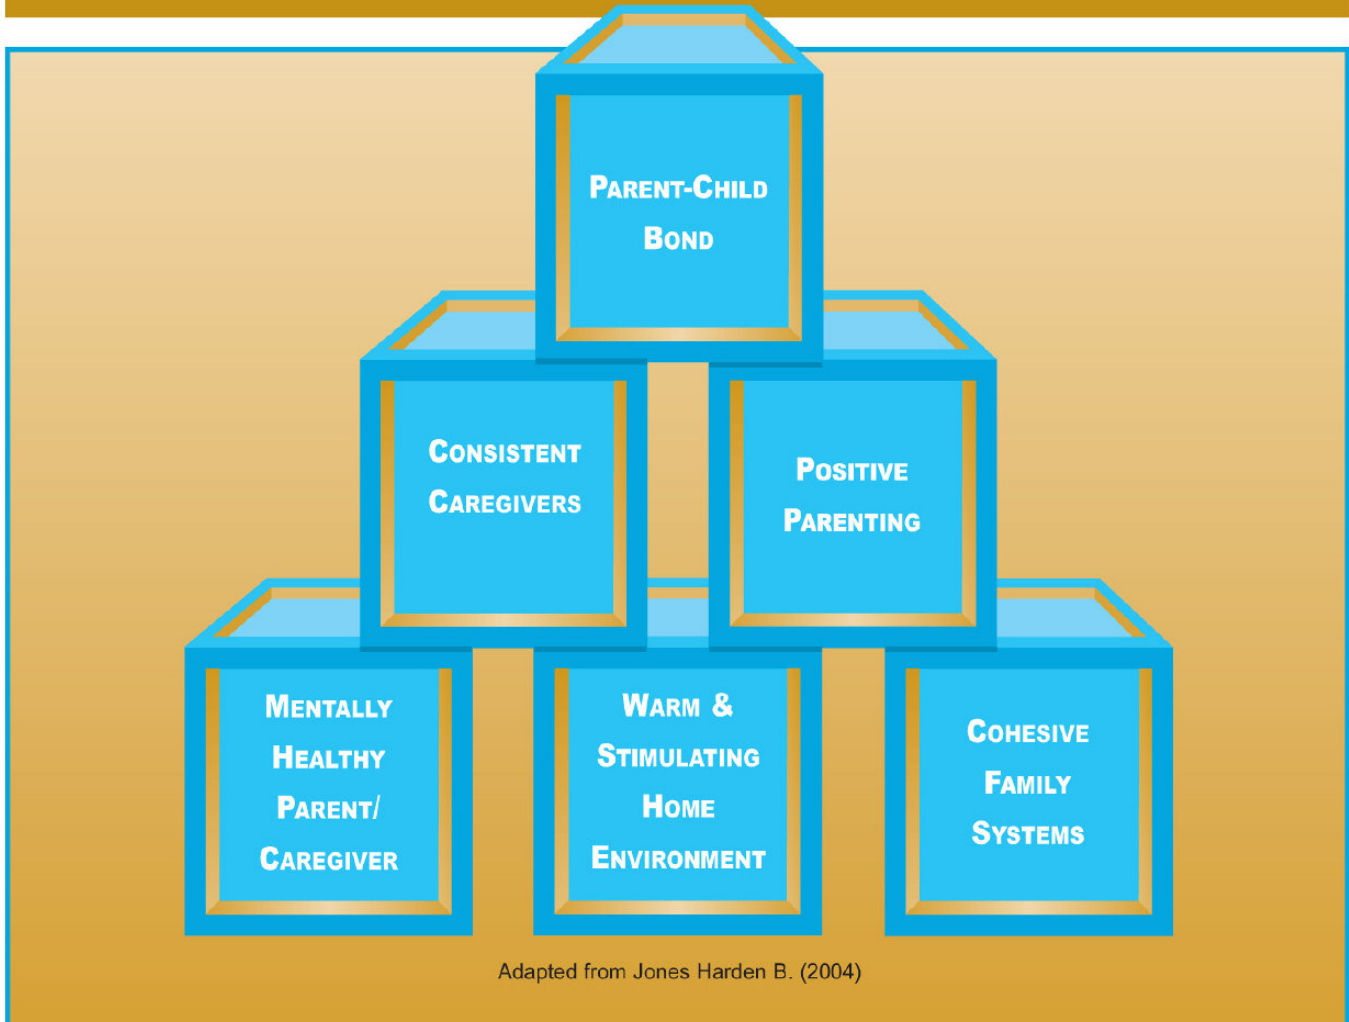 PARENT-CHILD
BOND
CONSISTENT
CAREGIVERS
POSITIVE
PARENTING
MENTALLY
HEALTHY
PARENT/
CAREGIVER
WARM &
STIMULATING
HOME
ENVIRONMENT
COHESIVE
FAMILY
SYSTEMS
Adapted from Jones Harden B. (2004)